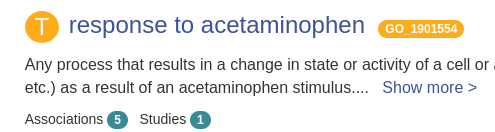 T response to acetaminophen GO_1901554
Any process that results in a change in state or activity of a cell or
etc.) as a result of an acetaminophen stimulus.... Show more >
Associations 5 Studies 1